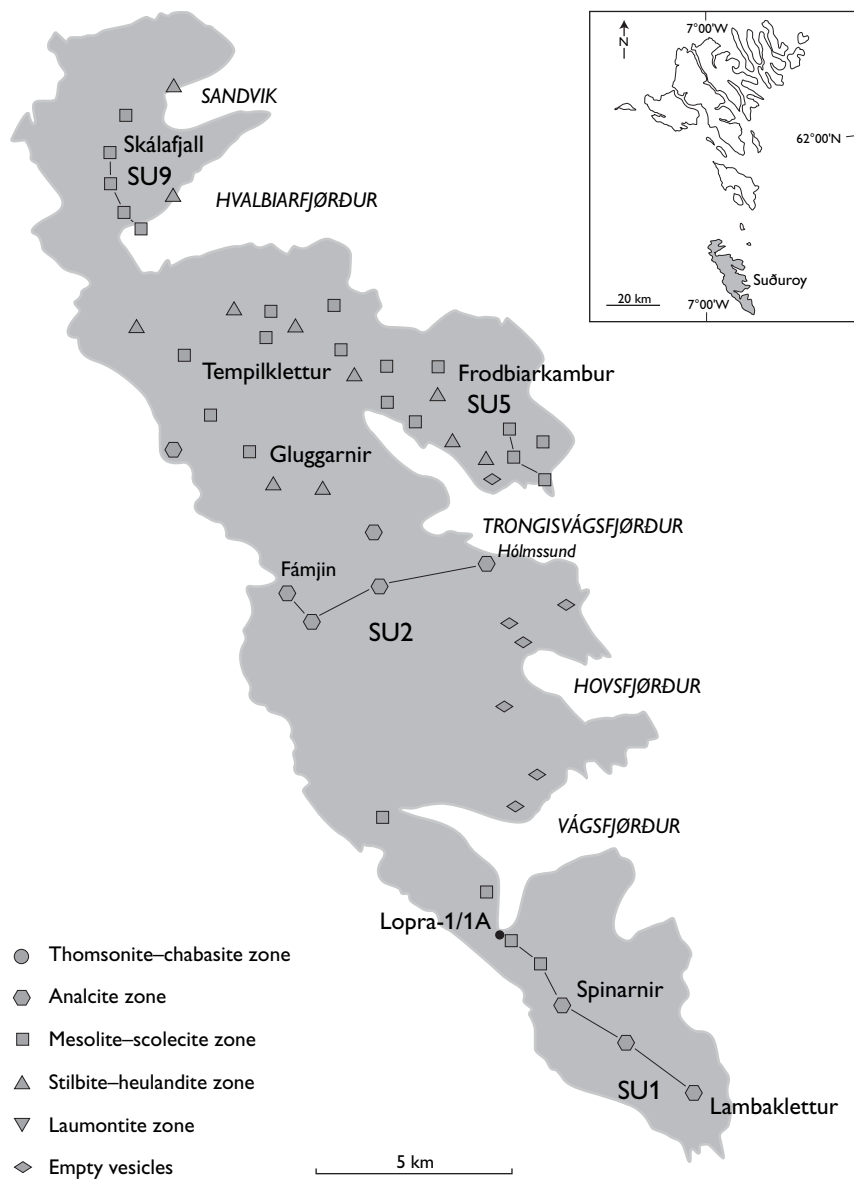 7°00'W
N
62°00'N
Suðuroy
20 km
7°00'W
SANDVIK
Skálafjall
SU9
HVALBIARFJØRÐUR
Tempilklettur
Frodbiarkambur
SU5
Gluggarnir
TRONGISVÁGSFJØRÐUR
Hólmssund
Fámjin
SU2
HOVSFJØRÐUR
VÁGSFJØRÐUR
Lopra-1/1A
Spinarnir
SU1
Lambaklettur
Thomsonite–chabasite zone
Analcite zone
Mesolite–scolecite zone
Stilbite–heulandite zone
Laumontite zone
Empty vesicles
5 km